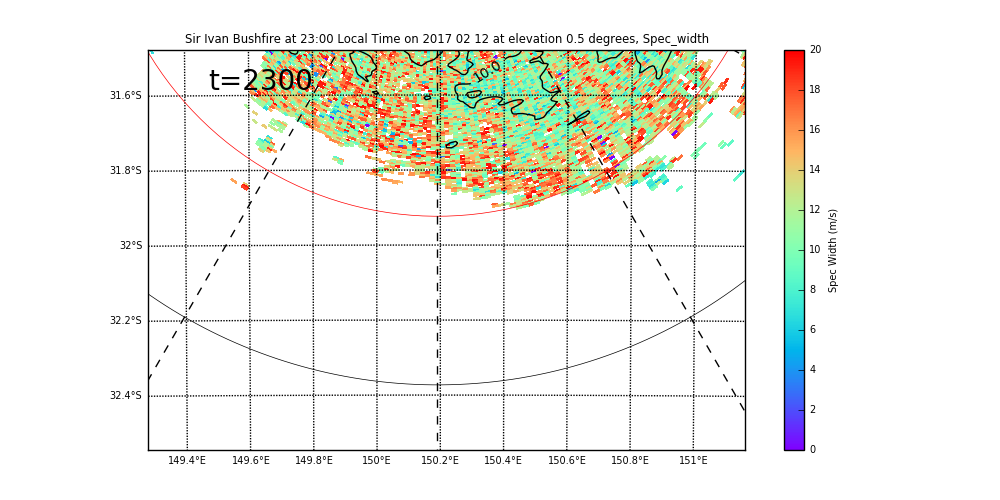 Sir Ivan Bushfire at 23:00 Local Time on 2017 02 12 at elevation 0.5 degrees, Spec_width
t=2300
10.0
31.6°S
31.8°S
32°S
32.2°S
32.4°S
149.4°E 149.6°E 149.8°E 150°E 150.2°E 150.4°E 150.6°E 150.8°E 151°E
20
18
16
14
12
10
8
6
4
2
0
Spec Width (m/s)